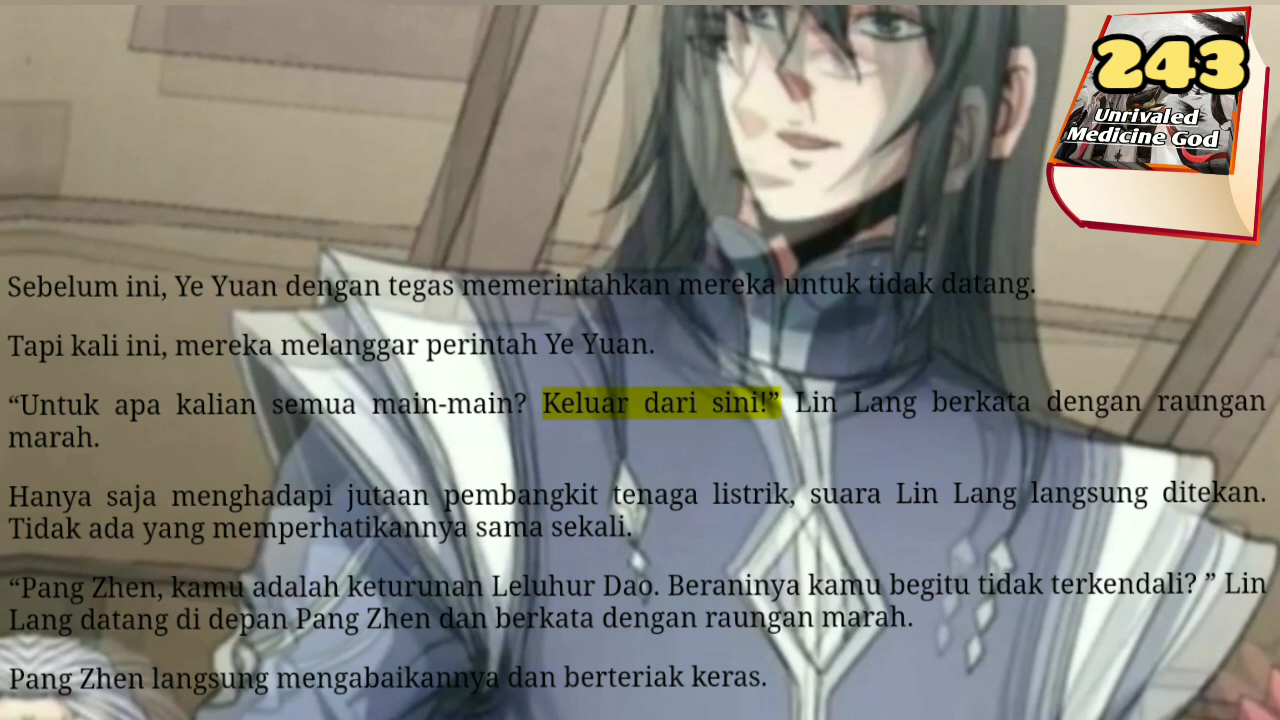 243
Unrivaled
Medicine God
Sebelum ini, Ye Yuan dengan tegas memerintahkan mereka untuk tidak datang.
Tapi kali ini, mereka melanggar perintah Ye Yuan.
“Untuk apa kalian semua main-main? Keluar dari sini!” Lin Lang berkata dengan raungan
marah.
Hanya saja menghadapi jutaan pembangkit tenaga listrik, suara Lin Lang langsung ditekan.
Tidak ada yang memperhatikannya sama sekali.
“Pang Zhen, kamu adalah keturunan Leluhur Dao. Beraninya kamu begitu tidak terkendali? ” Lin
Lang datang di depan Pang Zhen dan berkata dengan raungan marah.
Pang Zhen langsung mengabaikannya dan berteriak keras.